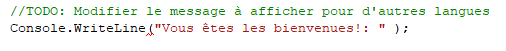 //TODO: Modifier le message à afficher pour d'autres langues
Console.WriteLine("Vous êtes les bienvenues!: " );